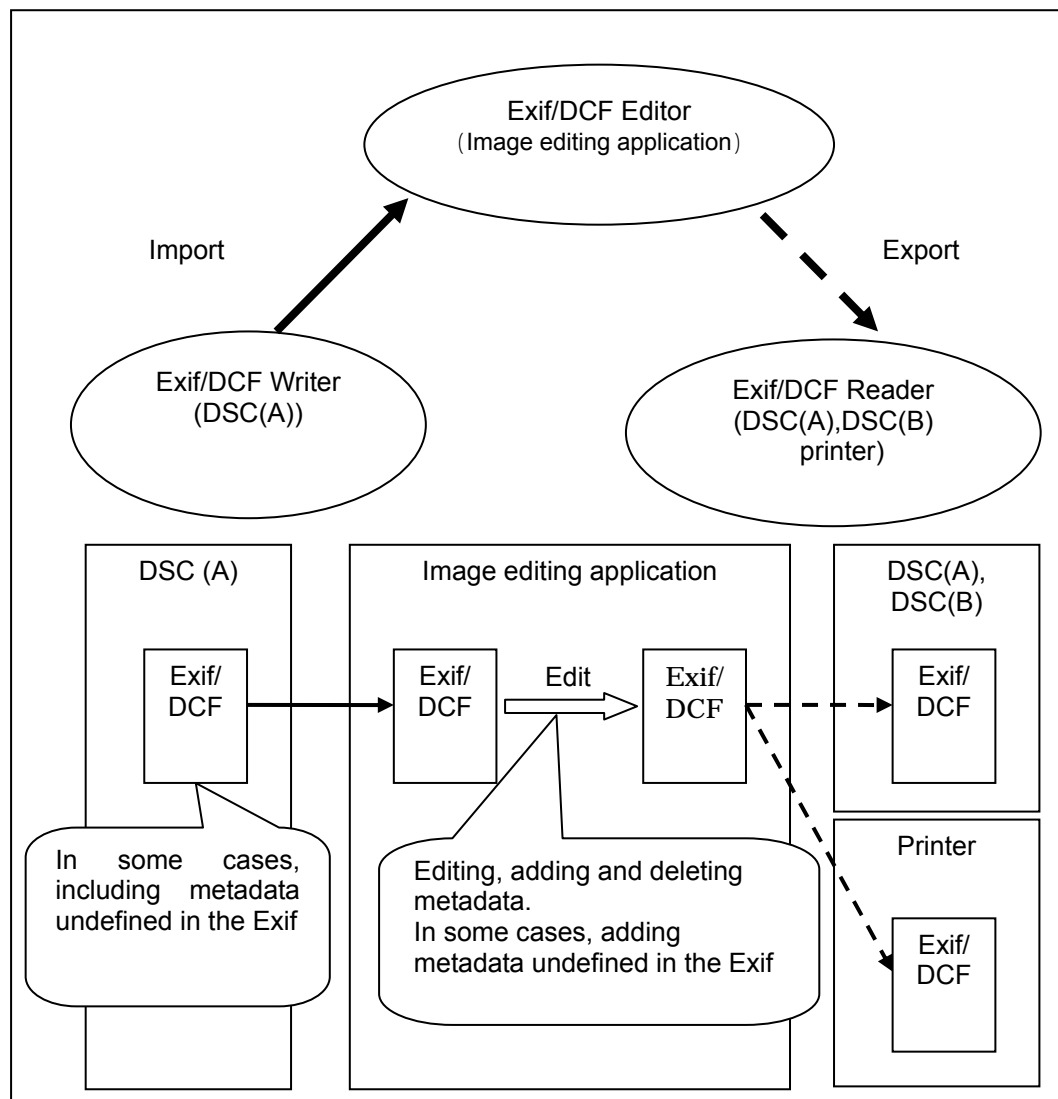 Exif/DCF Editor
(Image editing application)
Import
Export
Exif/DCF Writer
(DSC(A))
Exif/DCF Reader
(DSC(A),DSC(B)
printer)
DSC (A)
Image editing application
DSC(A),
DSC(B)
Exif/
DCF
Exif/
DCF
Edit
Exif/
DCF
Exif/
DCF
In some cases,
including metadata
undefined in the Exif
Editing, adding and deleting
metadata.
In some cases, adding
metadata undefined in the Exif
Printer
Exif/
DCF